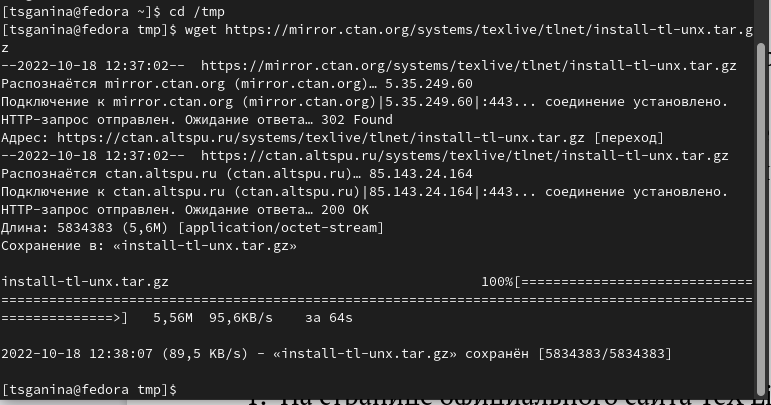 [tsganina@fedora ~]$ cd /tmp
[tsganina@fedora tmp]$ wget https://mirror.ctan.org/systems/texlive/tlnet/install-tl-unx.tar.g
z
--2022-10-18 12:37:02--  https://mirror.ctan.org/systems/texlive/tlnet/install-tl-unx.tar.gz
Распознаётся mirror.ctan.org (mirror.ctan.org)… 5.35.249.60
Подключение к mirror.ctan.org (mirror.ctan.org)|5.35.249.60|:443... соединение установлено.
HTTP-запрос отправлен. Ожидание ответа… 302 Found
Адрес: https://ctan.altspu.ru/systems/texlive/tlnet/install-tl-unx.tar.gz [переход]
--2022-10-18 12:37:02--  https://ctan.altspu.ru/systems/texlive/tlnet/install-tl-unx.tar.gz
Распознаётся ctan.altspu.ru (ctan.altspu.ru)… 85.143.24.164
Подключение к ctan.altspu.ru (ctan.altspu.ru)|85.143.24.164|:443... соединение установлено.
HTTP-запрос отправлен. Ожидание ответа… 200 OK
Длина: 5834383 (5,6M) [application/octet-stream]
Сохранение в: «install-tl-unx.tar.gz»
install-tl-unx.tar.gz 100%[=============================
==============================================================================================
==============>] 5,56M 95,6KB/s за 64s
2022-10-18 12:38:07 (89,5 KB/s) - «install-tl-unx.tar.gz» сохранён [5834383/5834383]
[tsganina@fedora tmp]$